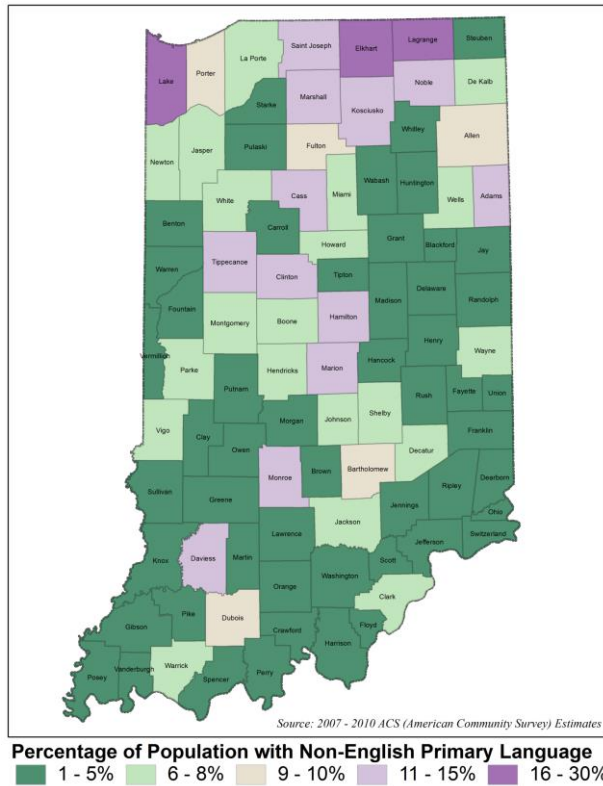 Steuben
Saint Joseph
Elkhart
Lagrange
La Porte
Porter
Lake
Noble
De Kalb
Marshall
Kosciusko
Starke
Whitley
Allen
Fulton
Pulaski
Jasper
Newton
Wabash
Huntington
Miami
Cass
White
Wells
Adams
Benton
Carroll
Howard
Grant
Blackford
Jay
Warren
Tippecanoe
Clinton
Tipton
Delaware
Randolph
Fountain
Madison
Montgomery
Boone
Hamilton
Henry
Wayne
Vermillion
Parke
Hendricks
Marion
Hancock
Putnam
Rush
Fayette
Union
Morgan
Johnson
Shelby
Vigo
Clay
Owen
Franklin
Decatur
Monroe
Brown
Bartholomew
Dearborn
Ripley
Sullivan
Greene
Jennings
Ohio
Jackson
Switzerland
Lawrence
Jefferson
Knox
Daviess
Martin
Scott
Orange
Washington
Clark
Pike
Dubois
Gibson
Crawford
Floyd
Harrison
Warrick
Perry
Spencer
Vanderburgh
Posey
Source: 2007 - 2010 ACS (American Community Survey) Estimates
Percentage of Population with Non-English Primary Language
1 - 5% 6 - 8% 9 - 10% 11 - 15% 16 - 30%